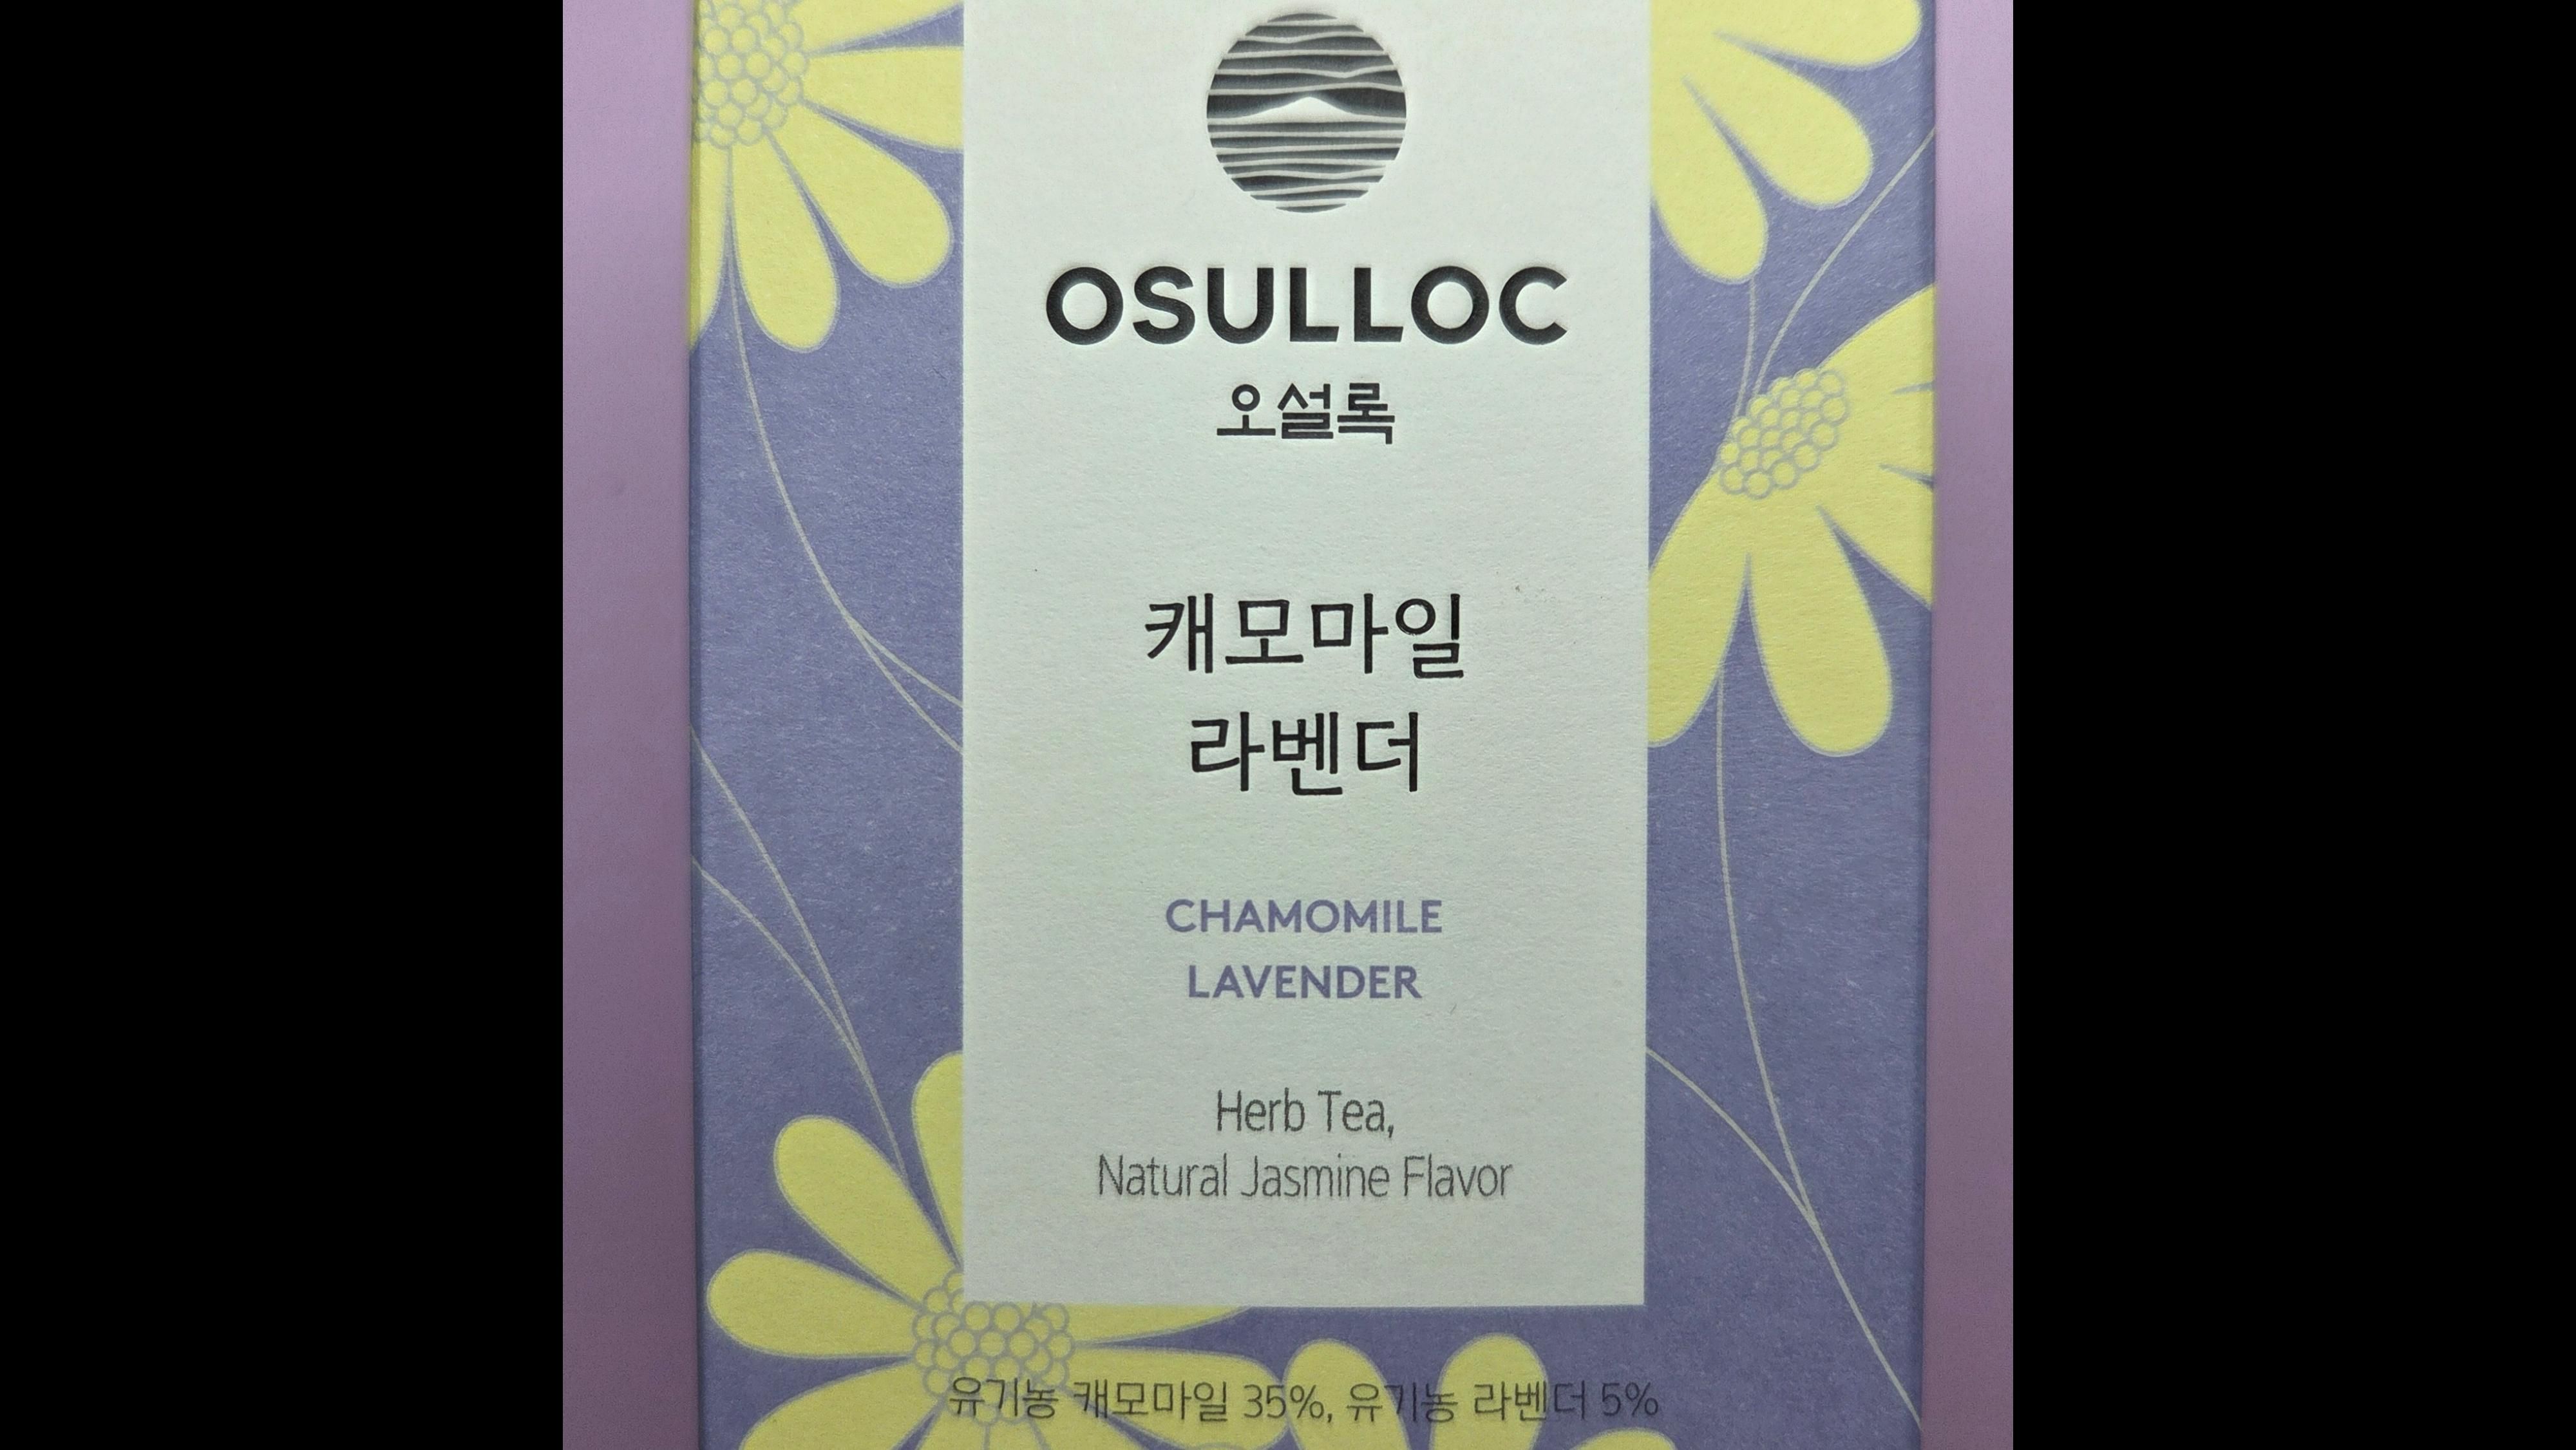 OSULLOC
오설록
캐모마일
라벤더
CHAMOMILE
LAVENDER
Herb Tea,
Natural Jasmine Flavor
유기농 캐모마일 35%, 유기농 라벤더 5%